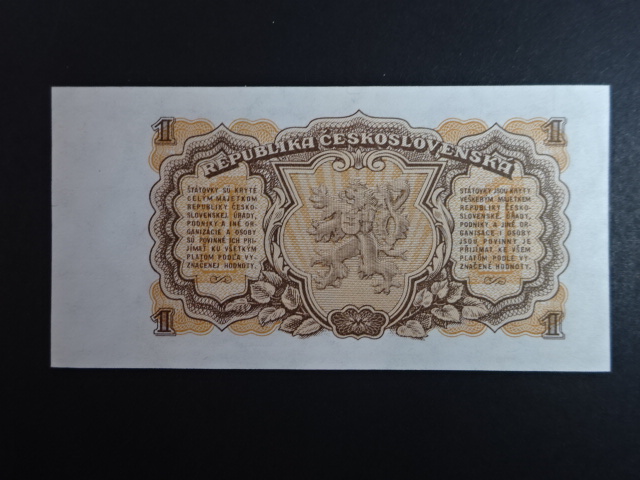 1 1
REPUBLIKA ČESKOSLOVENSKÁ
ŠTÁTOVKY SÚ KRYTÉ
CELÝM MAJETKOM
REPUBLIKY ČESKO-
SLOVENSKEJ. ÚRADY,
PODNIKY A INÉ OR-
GANIZÁCIE A OSOBY
SÚ POVINNÉ ICH PRI-
JÍMAŤ KU VŠETKÝM
PLATOM PODĽA VY-
ZNAČENEJ HODNOTY.
STÁTOVKY JSOU KRYTY
VEŠKERÝM MAJETKEM
REPUBLIKY ČESKO-
SLOVENSKÉ. ÚŘADY,
PODNIKY A JINÉ OR-
GANISACE I OSOBY
JSOU POVINNY JE
PŘIJÍMAT KE VŠEM
PLATŮM PODLE VY-
ZNAČENÉ HODNOTY.
1 1